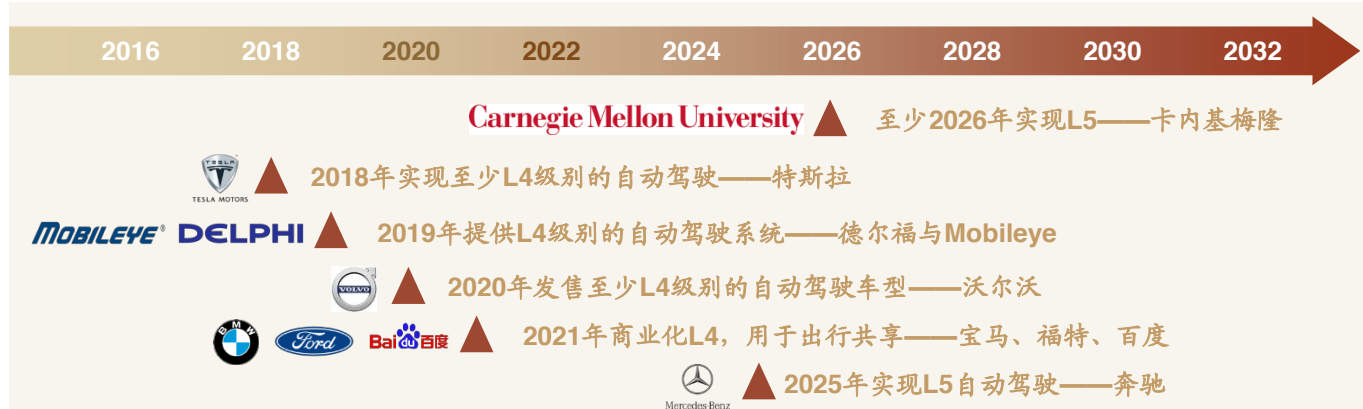 2016 2018 2020 2022 2024 2026 2028 2030 2032
Carnegie Mellon University 至少2026年实现L5——卡内基梅隆
TESLA
TESLA MOTORS
2018年实现至少L4级别的自动驾驶——特斯拉
MOBILEYE® DELPHI 2019年提供L4级别的自动驾驶系统——德尔福与Mobileye
VOLVO 2020年发售至少L4级别的自动驾驶车型——沃尔沃
BMW Ford Bai du 百度 2021年商业化L4，用于出行共享——宝马、福特、百度
Mercedes-Benz 2025年实现L5自动驾驶——奔驰